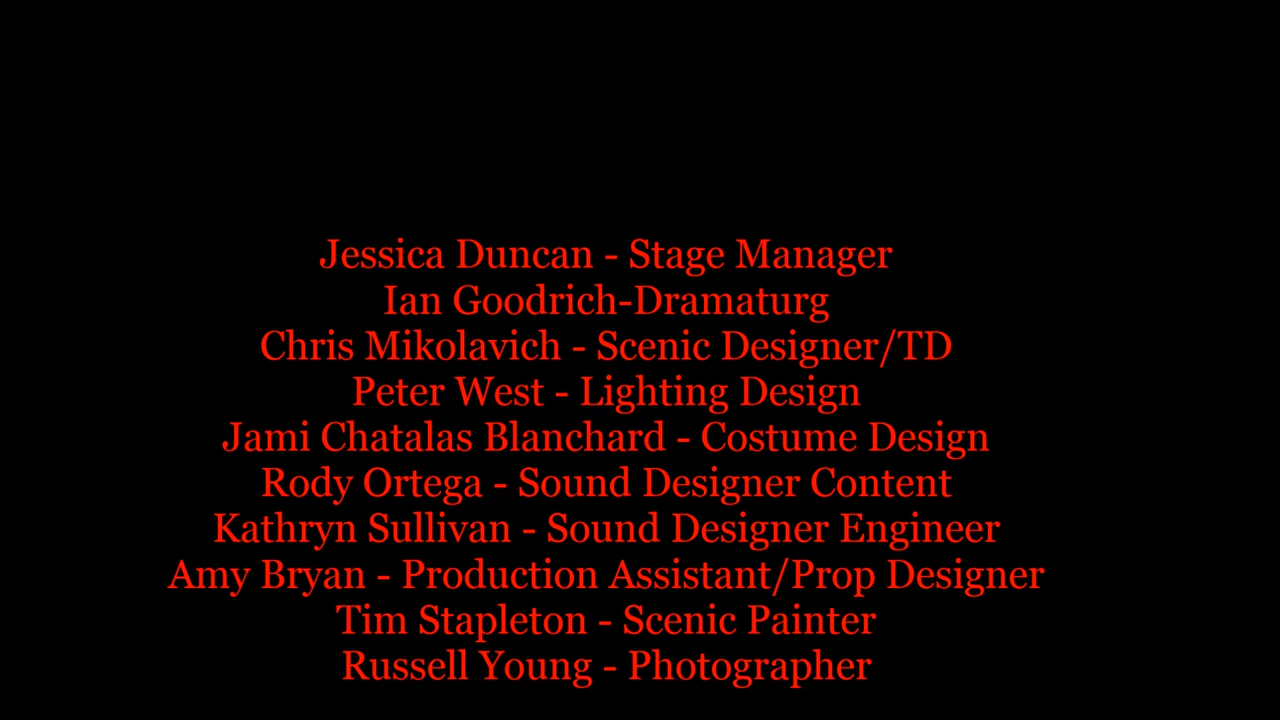 Jessica Duncan - Stage Manager
Ian Goodrich-Dramaturg
Chris Mikolavich - Scenic Designer/TD
Peter West - Lighting Design
Jami Chatalas Blanchard - Costume Design
Rody Ortega - Sound Designer Content
Kathryn Sullivan - Sound Designer Engineer
Amy Bryan - Production Assistant/Prop Designer
Tim Stapleton - Scenic Painter
Russell Young - Photographer